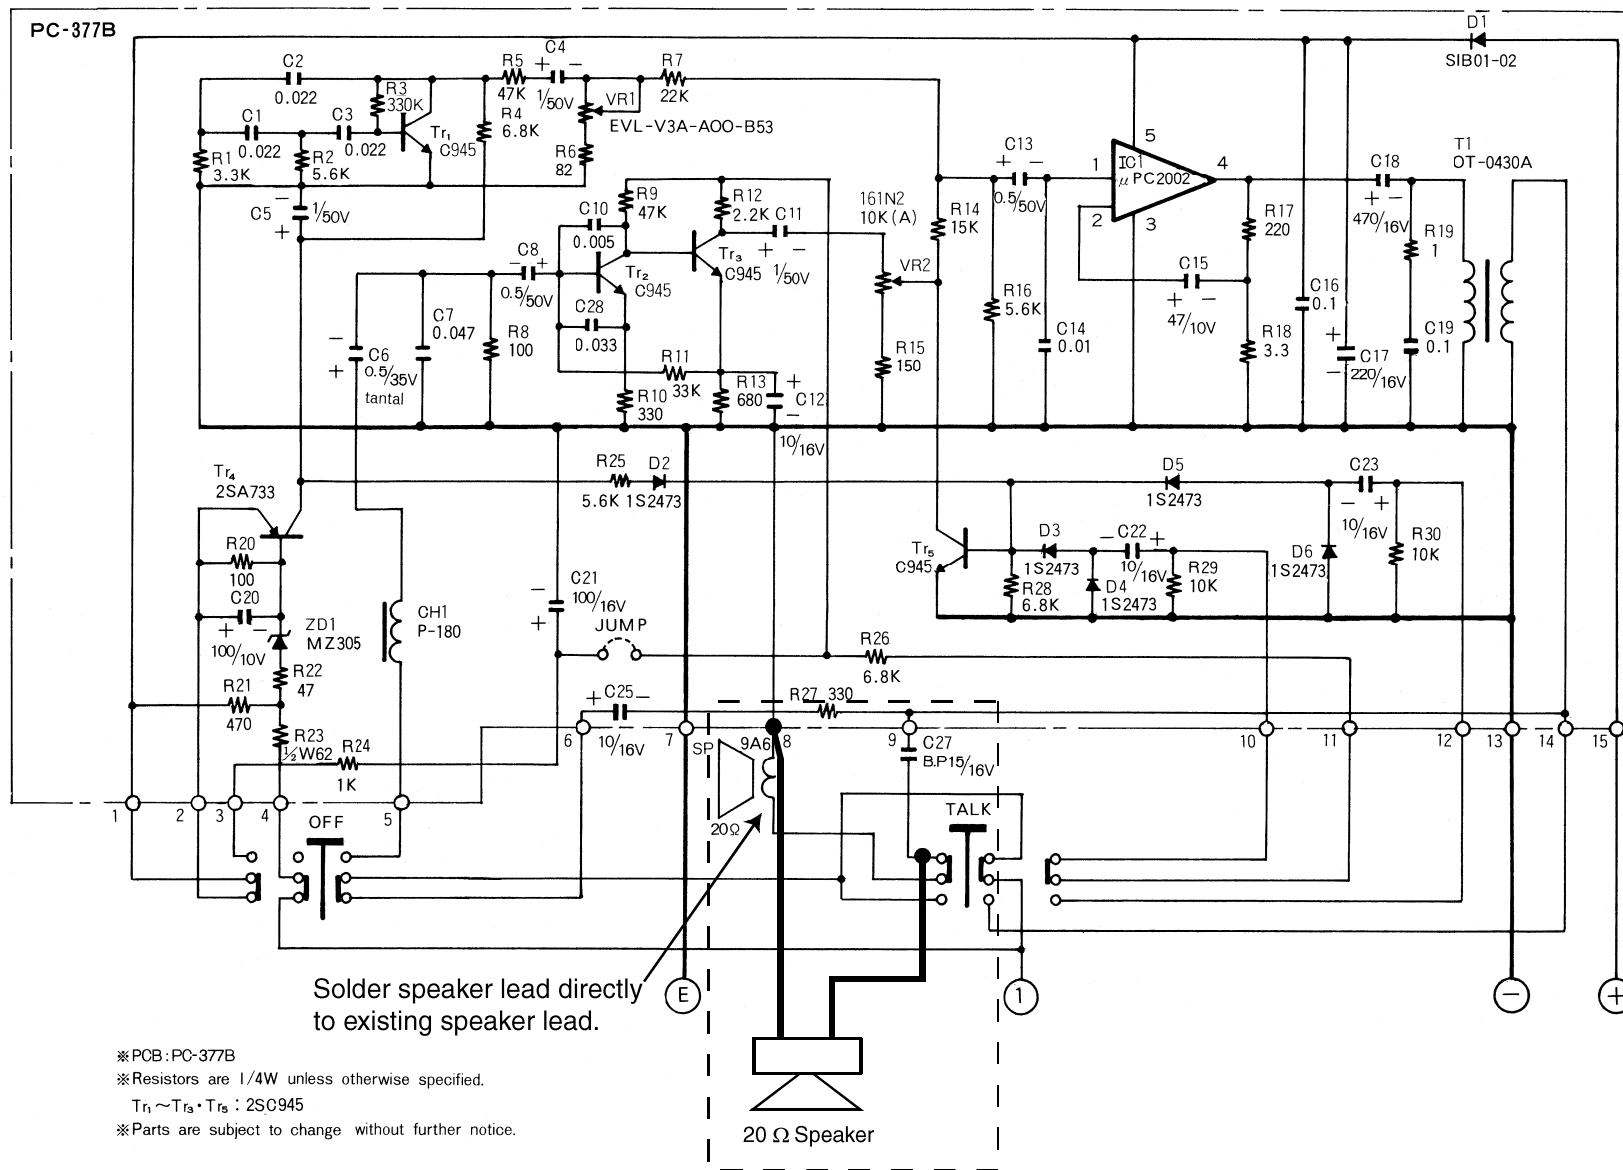 PC-377B
D1
SIB01-02
C2
0.022
R3
330K
R5
47K
C4
+ -
1/50V
R7
22K
VR1
EVL-V3A-A00-B53
C1
0.022
C3
0.022
Tr₁
C945
R4
6.8K
R1
3.3K
R2
5.6K
R6
82
C5
1/50V
+
C13
+ -
0.5/50V
1
IC1
μPC2002
5
4
2
3
C18
+ -
470/16V
T1
OT-0430A
R9
47K
R12
2.2K
C10
0.005
C11
+ -
1/50V
161N2
10K(A)
VR2
R14
15K
R17
220
R19
1
C8
- +
0.5/50V
Tr₂
C945
Tr₃
C945
C15
+ -
47/10V
C16
0.1
R16
5.6K
C7
0.047
C28
0.033
R8
100
C6
0.5/35V
tantal
-
+
R11
33K
R10
330
R13
680
+
C12
-
10/16V
R15
150
C14
0.01
R18
3.3
+
C17
-
220/16V
C19
0.1
Tr₄
2SA733
R25
5.6K
D2
1S2473
D5
1S2473
C23
- +
10/16V
R20
100
C20
+ -
100/10V
ZD1
MZ305
CH1
P-180
-
C21
100/16V
+
JUMP
Tr₅
C945
D3
1S2473
C22
- +
10/16V
R28
6.8K
D4
1S2473
R29
10K
D6
1S2473
R30
10K
R22
47
R21
470
R26
6.8K
R23
½W62
R24
1K
+ C25 -
10/16V
R27 330
6
7
SP
9A6
8
9
C27
B.P15/16V
10
11
12
13
14
15
20Ω
1
2
3
4
5
OFF
TALK
Solder speaker lead directly
to existing speaker lead.
E
1
-
+
※PCB:PC-377B
※Resistors are 1/4W unless otherwise specified.
Tr₁~Tr₃・Tr₅:2SC945
※Parts are subject to change without further notice.
20 Ω Speaker